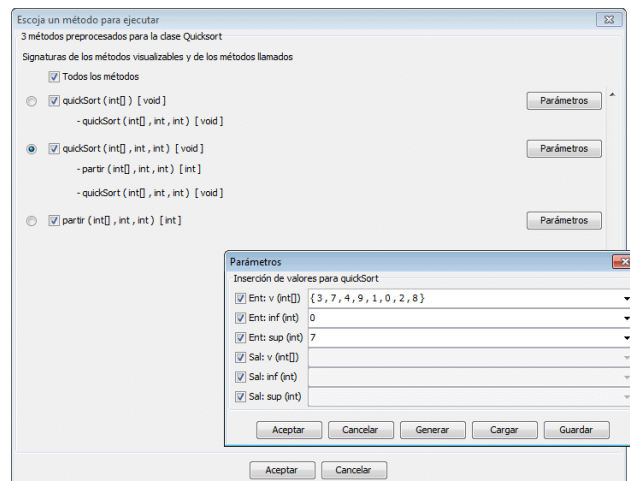 Escoja un método para ejecutar
3 métodos preprocesados para la clase Quicksort
Signaturas de los métodos visualizables y de los métodos llamados
Todos los métodos
quickSort ( int[] ) [ void ]
Parámetros
- quickSort ( int[] , int , int ) [ void ]
quickSort ( int[] , int , int ) [ void ]
Parámetros
- partir ( int[] , int , int ) [ int ]
- quickSort ( int[] , int , int ) [ void ]
partir ( int[] , int , int ) [ int ]
Parámetros
Parámetros
Inserción de valores para quickSort
Ent: v (int[]) { 3 , 7 , 4 , 9 , 1 , 0 , 2 , 8 }
Ent: inf (int) 0
Ent: sup (int) 7
Sal: v (int[])
Sal: inf (int)
Sal: sup (int)
Aceptar Cancelar Generar Cargar Guardar
Aceptar Cancelar